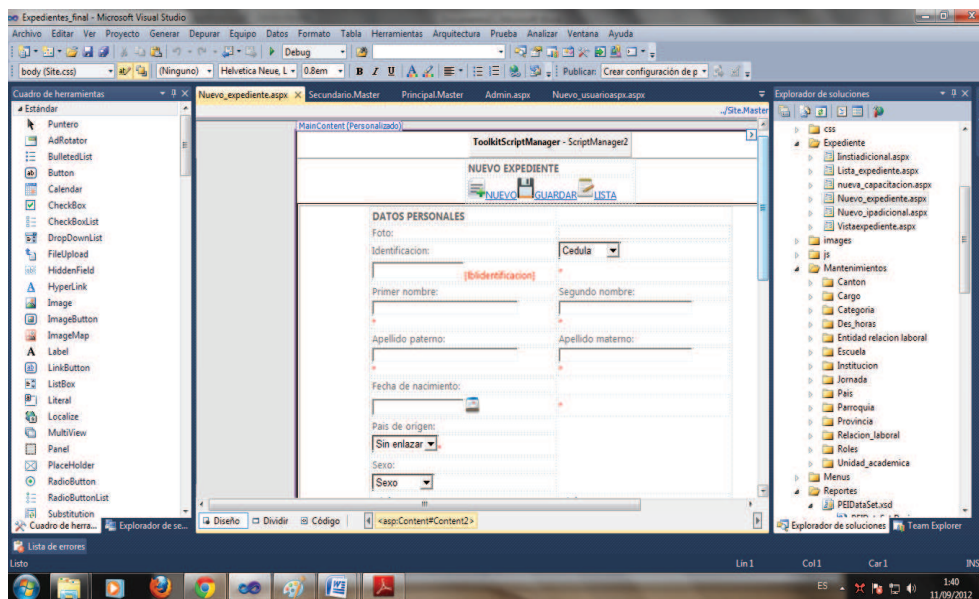 Expedientes_final - Microsoft Visual Studio
Archivo Editar Ver Proyecto Generar Depurar Equipo Datos Formato Tabla Herramientas Arquitectura Prueba Analizar Ventana Ayuda
Debug
body (Site.css) (Ninguno) Helvetica Neue, L 0.8em B I U A Publicar: Crear configuración de p
Cuadro de herramientas
Estándar
Puntero
AdRotator
BulletedList
Button
Calendar
CheckBox
CheckBoxList
DropDownList
FileUpload
HiddenField
HyperLink
Image
ImageButton
ImageMap
Label
LinkButton
ListBox
Literal
Localize
MultiView
Panel
PlaceHolder
RadioButton
RadioButtonList
Substitution
Cuadro de herra... Explorador de se...
Nuevo_expediente.aspx Secundario.Master Principal.Master Admin.aspx Nuevo_usuarioaspx.aspx
../Site.Master
MainContent (Personalizado)
ToolkitScriptManager - ScriptManager2
NUEVO EXPEDIENTE
NUEVO GUARDAR LISTA
DATOS PERSONALES
Foto:
Identificacion: Cedula
[lblidentificacion] *
Primer nombre: Segundo nombre:
* *
Apellido paterno: Apellido materno:
* *
Fecha de nacimiento:
*
Pais de origen:
Sin enlazar
Sexo:
Sexo
Diseño Dividir Código <asp:Content#Content2>
Explorador de soluciones
css
Expediente
Iinstiadicional.aspx
Lista_expediente.aspx
nueva_capacitacion.aspx
Nuevo_expediente.aspx
Nuevo_ipadicional.aspx
Vistaexpediente.aspx
images
js
Mantenimientos
Canton
Cargo
Categoria
Des_horas
Entidad relacion laboral
Escuela
Institucion
Jornada
Pais
Parroquia
Provincia
Relacion_laboral
Roles
Unidad_academica
Menus
Reportes
PEIDataSet.xsd
Explorador de soluciones Team Explorer
Lista de errores
Listo Lin 1 Col 1 Car 1 INS
ES 1:40
11/09/2012